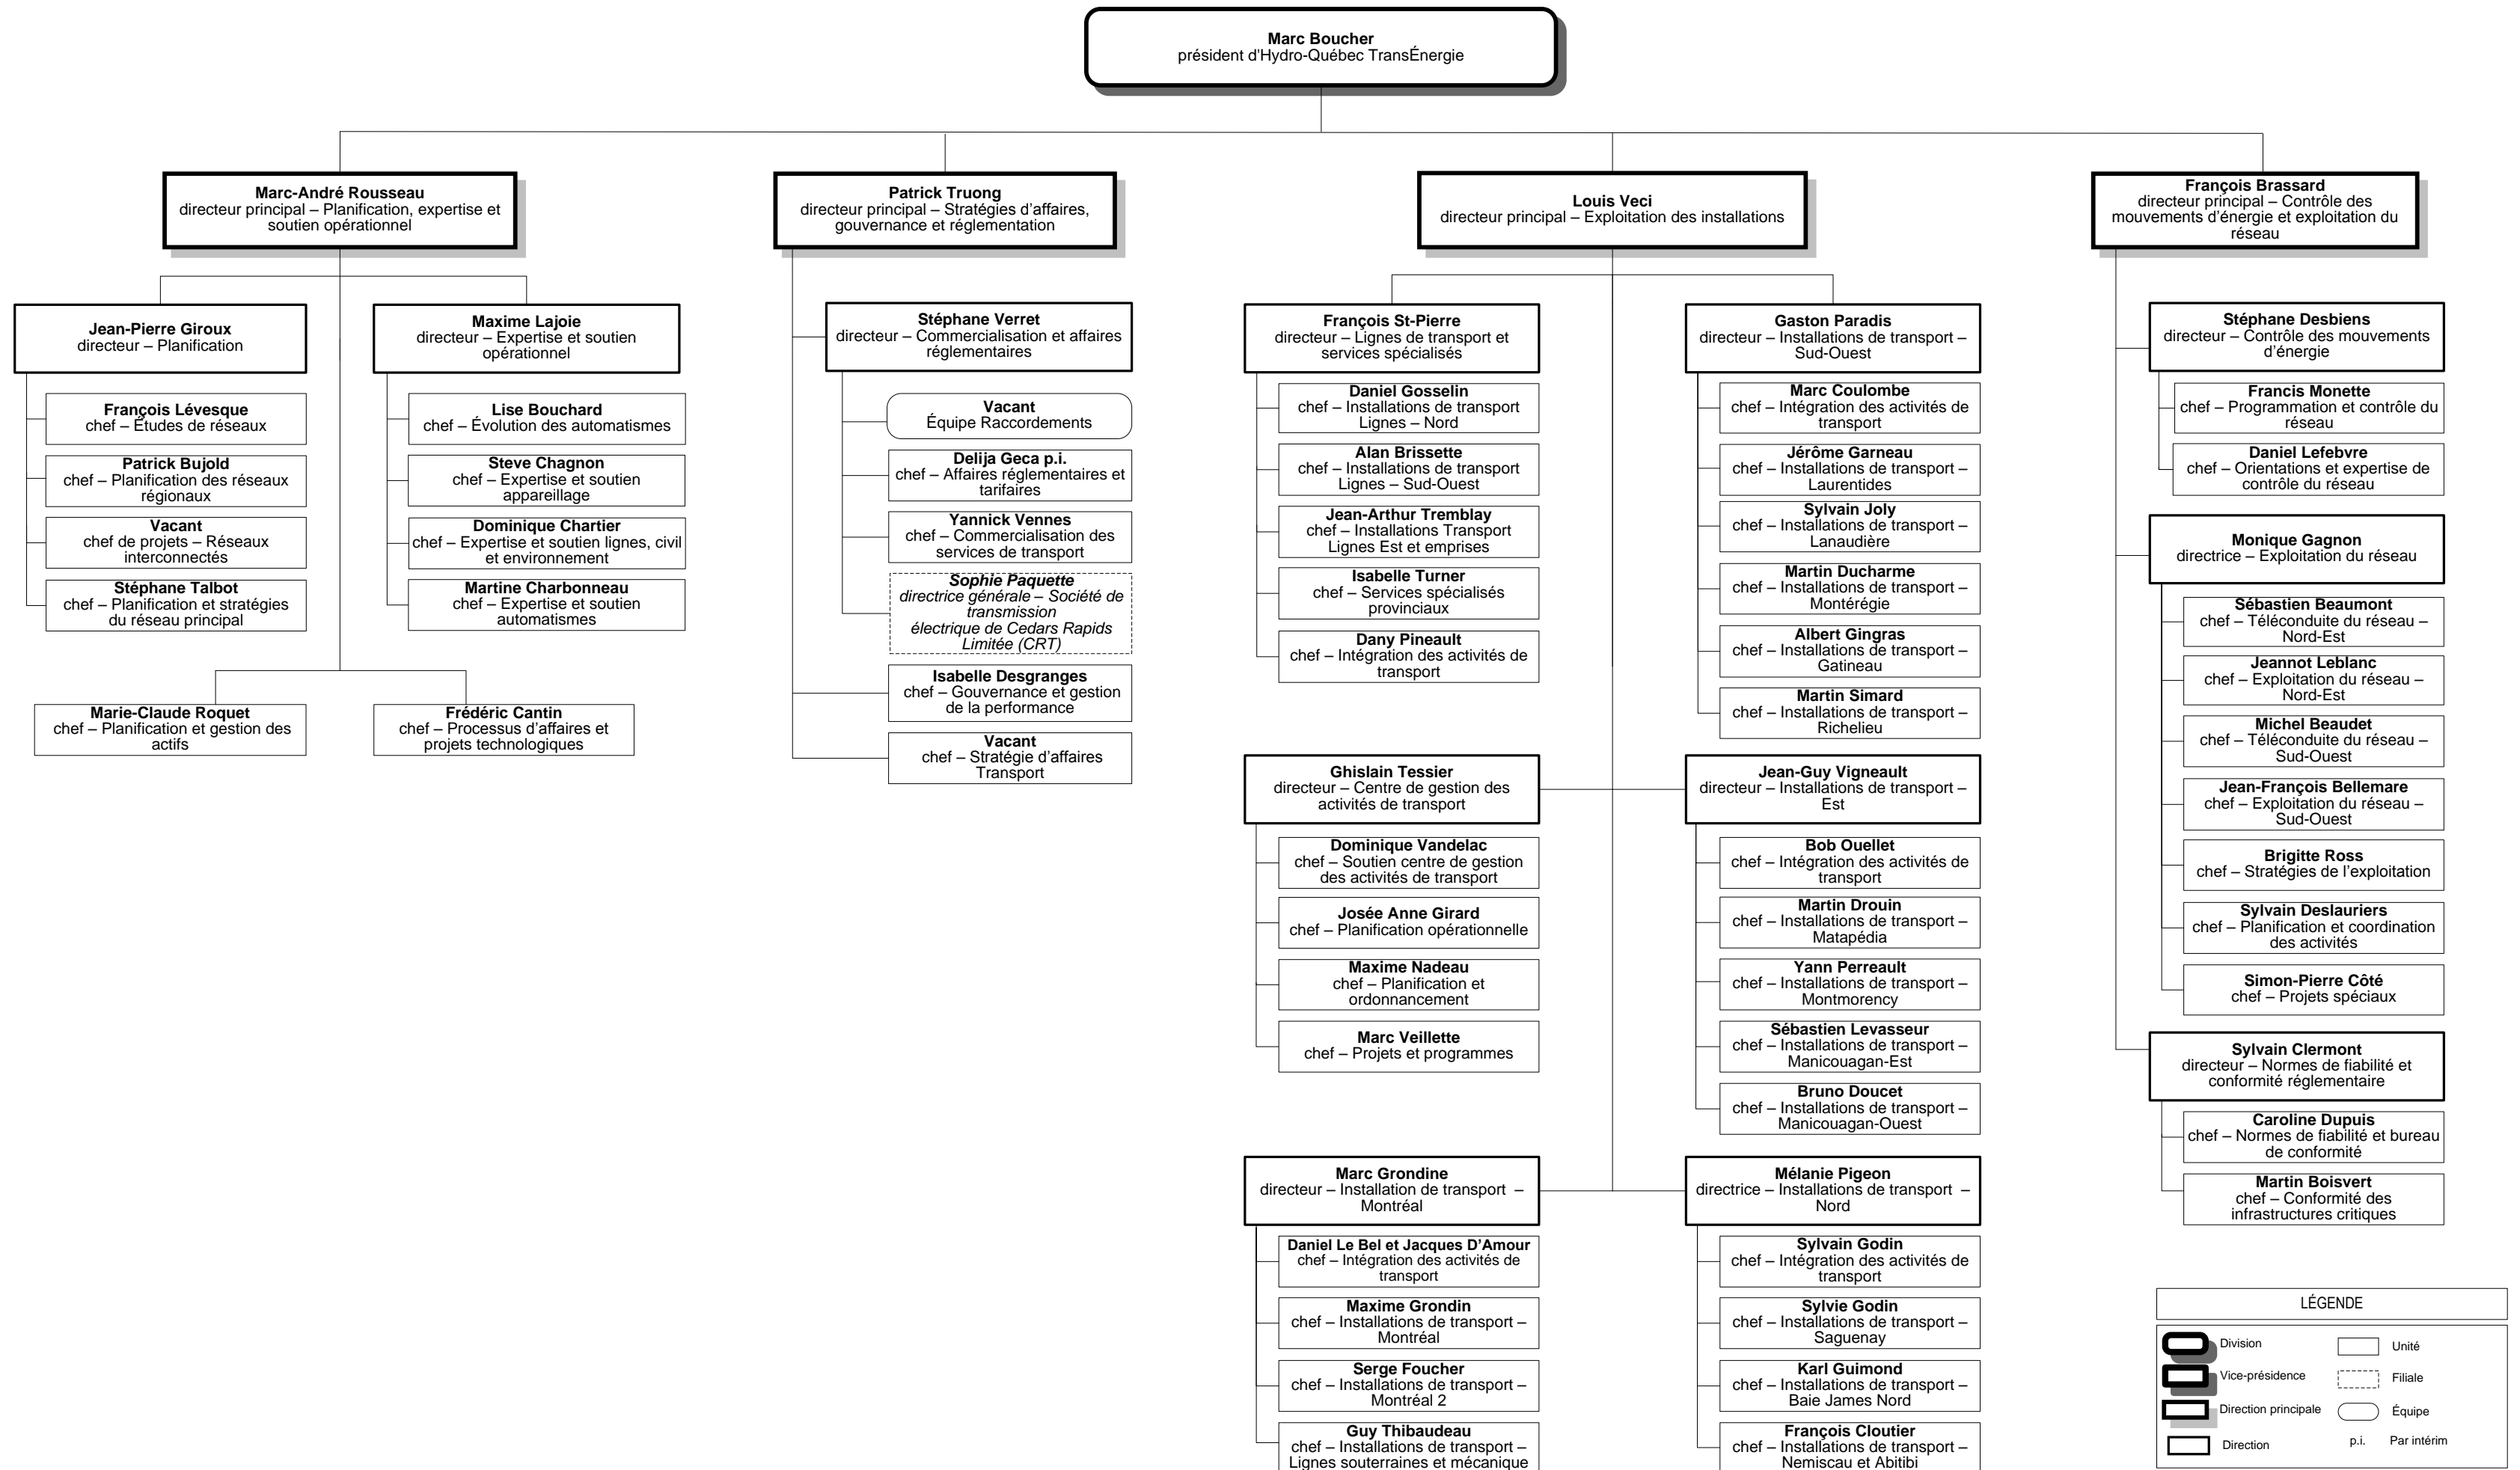 Marc Boucher
président d'Hydro-Québec TransÉnergie
Marc-André Rousseau
directeur principal – Planification, expertise et
soutien opérationnel
Jean-Pierre Giroux
directeur – Planification
François Lévesque
chef – Études de réseaux
Patrick Bujold
chef – Planification des réseaux
régionaux
Vacant
chef de projets – Réseaux
interconnectés
Stéphane Talbot
chef – Planification et stratégies
du réseau principal
Maxime Lajoie
directeur – Expertise et soutien
opérationnel
Lise Bouchard
chef – Évolution des automatismes
Steve Chagnon
chef – Expertise et soutien
appareillage
Dominique Chartier
chef – Expertise et soutien lignes, civil
et environnement
Martine Charbonneau
chef – Expertise et soutien
automatismes
Marie-Claude Roquet
chef – Planification et gestion des
actifs
Frédéric Cantin
chef – Processus d’affaires et
projets technologiques
Patrick Truong
directeur principal – Stratégies d’affaires,
gouvernance et réglementation
Stéphane Verret
directeur – Commercialisation et affaires
réglementaires
Vacant
Équipe Raccordements
Delija Geca p.i.
chef – Affaires réglementaires et
tarifaires
Yannick Vennes
chef – Commercialisation des
services de transport
Sophie Paquette
directrice générale – Société de
transmission
électrique de Cedars Rapids
Limitée (CRT)
Isabelle Desgranges
chef – Gouvernance et gestion
de la performance
Vacant
chef – Stratégie d’affaires
Transport
Louis Veci
directeur principal – Exploitation des installations
François St-Pierre
directeur – Lignes de transport et
services spécialisés
Daniel Gosselin
chef – Installations de transport
Lignes – Nord
Alan Brissette
chef – Installations de transport
Lignes – Sud-Ouest
Jean-Arthur Tremblay
chef – Installations Transport
Lignes Est et emprises
Isabelle Turner
chef – Services spécialisés
provinciaux
Dany Pineault
chef – Intégration des activités de
transport
Gaston Paradis
directeur – Installations de transport –
Sud-Ouest
Marc Coulombe
chef – Intégration des activités de
transport
Jérôme Garneau
chef – Installations de transport –
Laurentides
Sylvain Joly
chef – Installations de transport –
Lanaudière
Martin Ducharme
chef – Installations de transport –
Montérégie
Albert Gingras
chef – Installations de transport –
Gatineau
Martin Simard
chef – Installations de transport –
Richelieu
Ghislain Tessier
directeur – Centre de gestion des
activités de transport
Dominique Vandelac
chef – Soutien centre de gestion
des activités de transport
Josée Anne Girard
chef – Planification opérationnelle
Maxime Nadeau
chef – Planification et
ordonnancement
Marc Veillette
chef – Projets et programmes
Jean-Guy Vigneault
directeur – Installations de transport –
Est
Bob Ouellet
chef – Intégration des activités de
transport
Martin Drouin
chef – Installations de transport –
Matapédia
Yann Perreault
chef – Installations de transport –
Montmorency
Sébastien Levasseur
chef – Installations de transport –
Manicouagan-Est
Bruno Doucet
chef – Installations de transport –
Manicouagan-Ouest
Marc Grondine
directeur – Installation de transport –
Montréal
Daniel Le Bel et Jacques D’Amour
chef – Intégration des activités de
transport
Maxime Grondin
chef – Installations de transport –
Montréal
Serge Foucher
chef – Installations de transport –
Montréal 2
Guy Thibaudeau
chef – Installations de transport –
Lignes souterraines et mécanique
Mélanie Pigeon
directrice – Installations de transport –
Nord
Sylvain Godin
chef – Intégration des activités de
transport
Sylvie Godin
chef – Installations de transport –
Saguenay
Karl Guimond
chef – Installations de transport –
Baie James Nord
François Cloutier
chef – Installations de transport –
Nemiscau et Abitibi
François Brassard
directeur principal – Contrôle des
mouvements d’énergie et exploitation du
réseau
Stéphane Desbiens
directeur – Contrôle des mouvements
d’énergie
Francis Monette
chef – Programmation et contrôle du
réseau
Daniel Lefebvre
chef – Orientations et expertise de
contrôle du réseau
Monique Gagnon
directrice – Exploitation du réseau
Sébastien Beaumont
chef – Téléconduite du réseau –
Nord-Est
Jeannot Leblanc
chef – Exploitation du réseau –
Nord-Est
Michel Beaudet
chef – Téléconduite du réseau –
Sud-Ouest
Jean-François Bellemare
chef – Exploitation du réseau –
Sud-Ouest
Brigitte Ross
chef – Stratégies de l’exploitation
Sylvain Deslauriers
chef – Planification et coordination
des activités
Simon-Pierre Côté
chef – Projets spéciaux
Sylvain Clermont
directeur – Normes de fiabilité et
conformité réglementaire
Caroline Dupuis
chef – Normes de fiabilité et bureau
de conformité
Martin Boisvert
chef – Conformité des
infrastructures critiques
LÉGENDE
Division
Vice-présidence
Direction principale
Direction
Unité
Filiale
Équipe
p.i. Par intérim